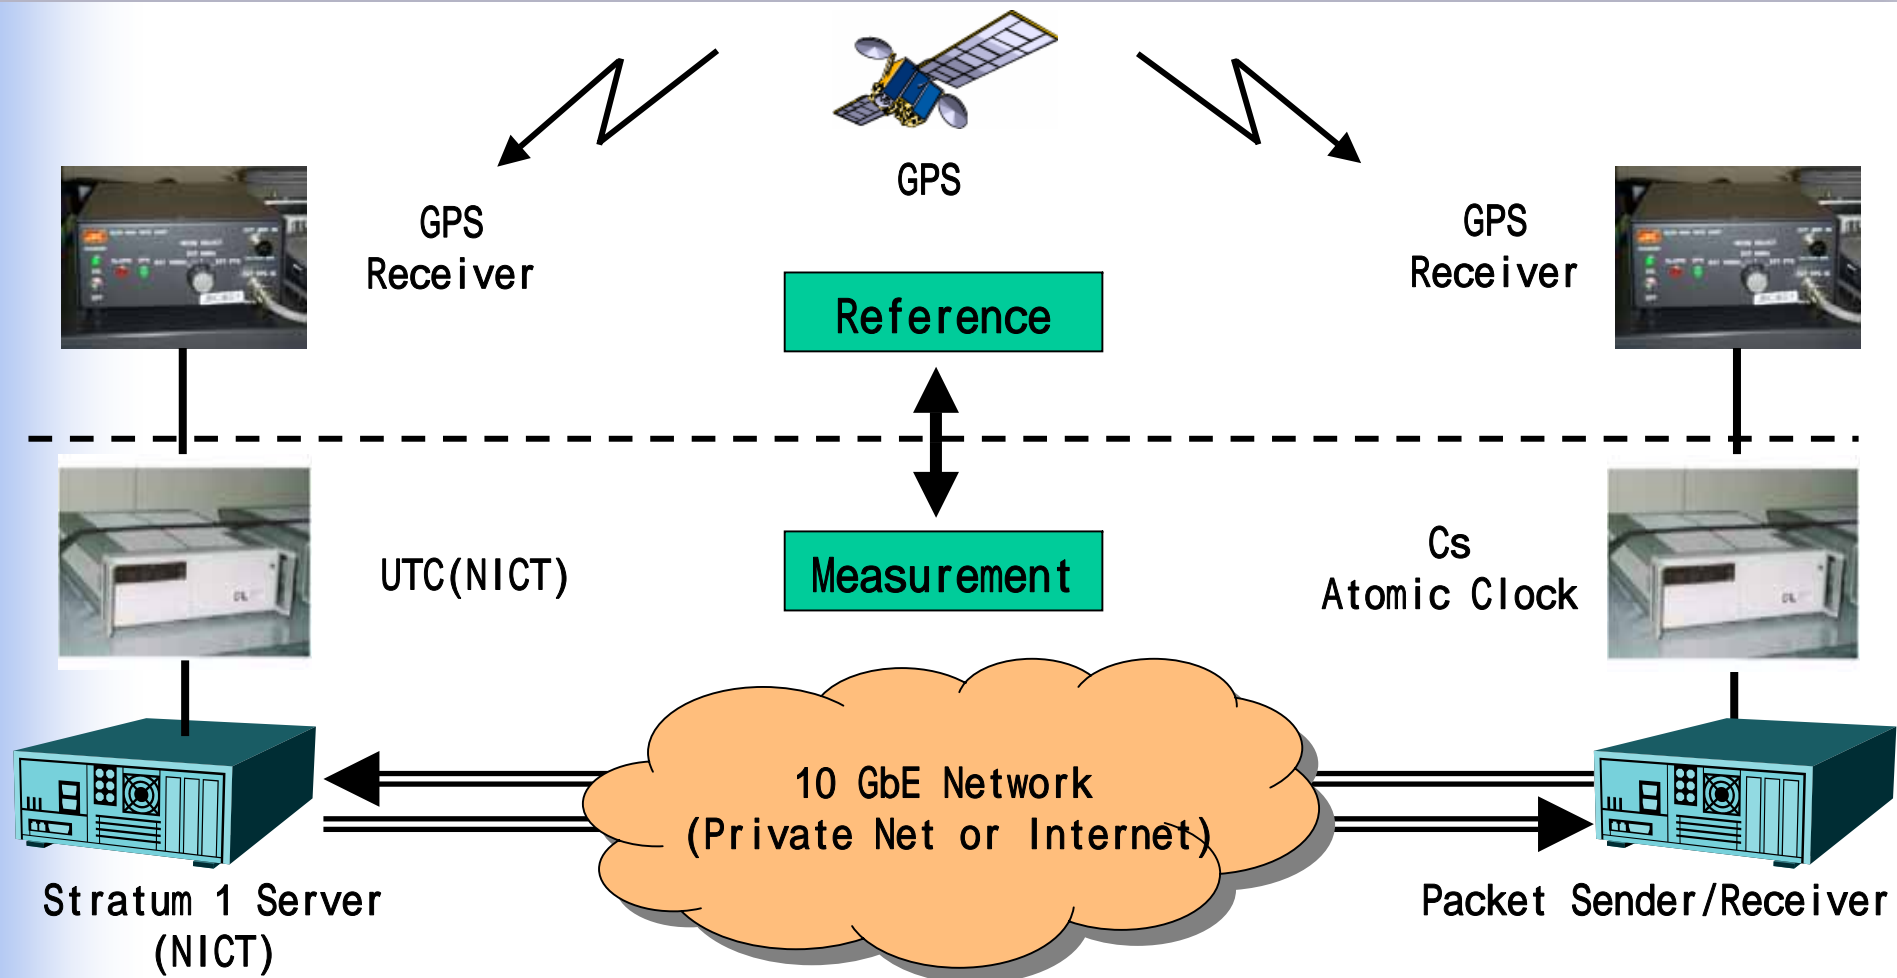 GPS
GPS
Receiver
GPS
Receiver
Reference
Measurement
UTC(NICT)
Cs
Atomic Clock
10 GbE Network
(Private Net or Internet)
Stratum 1 Server
(NICT)
Packet Sender/Receiver